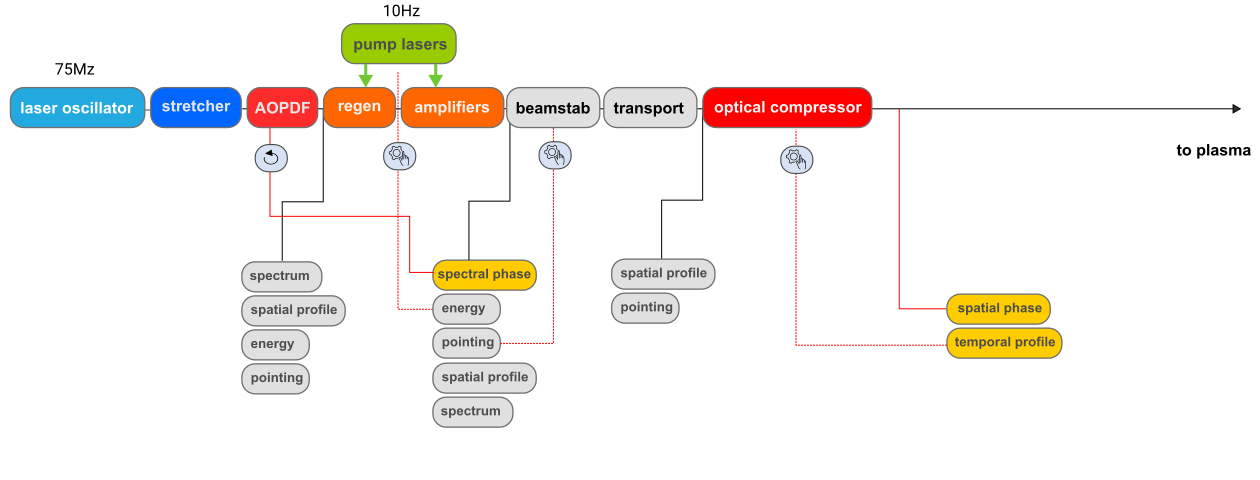 10Hz
pump lasers
75Mz
laser oscillator
stretcher
AOPDF
regen
amplifiers
beamstab
transport
optical compressor
to plasma
spectrum
spatial profile
energy
pointing
spectral phase
energy
pointing
spatial profile
spectrum
spatial profile
pointing
spatial phase
temporal profile